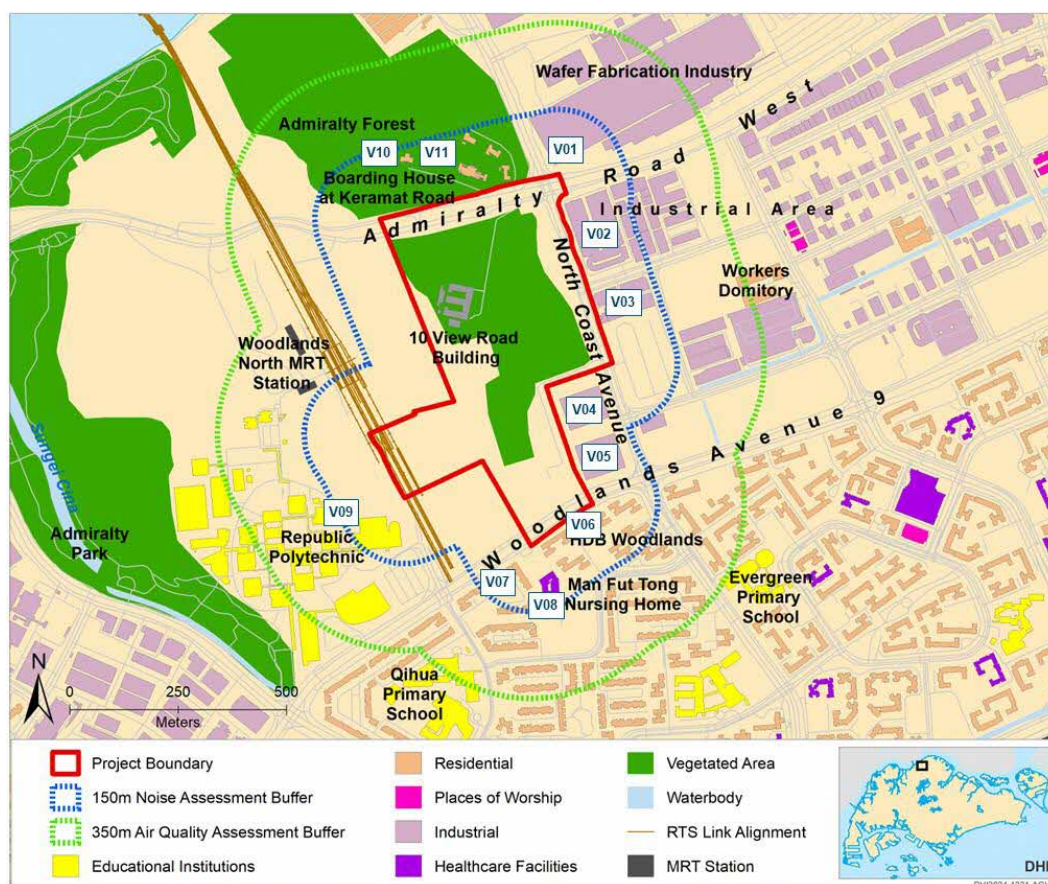 Wafer Fabrication Industry
West
Admiralty Forest
V10
V11
V01
Boarding House
at Keramat Road
Admiralty Road
Industrial Area
V02
North Coast Avenue
Workers
Domitory
V03
10 View Road
Building
Woodlands
North MRT
Station
V04
V05
Woodlands Avenue 9
Sungei Cina
V09
V06
Republic
Polytechnic
HDB Woodlands
Admiralty
Park
V07
Man Fut Tong
Nursing Home
V08
Evergreen
Primary
School
Qihua
Primary
School
N
0 250 500
Meters
Project Boundary
150m Noise Assessment Buffer
350m Air Quality Assessment Buffer
Educational Institutions
Residential
Places of Worship
Industrial
Healthcare Facilities
Vegetated Area
Waterbody
RTS Link Alignment
MRT Station
DHI